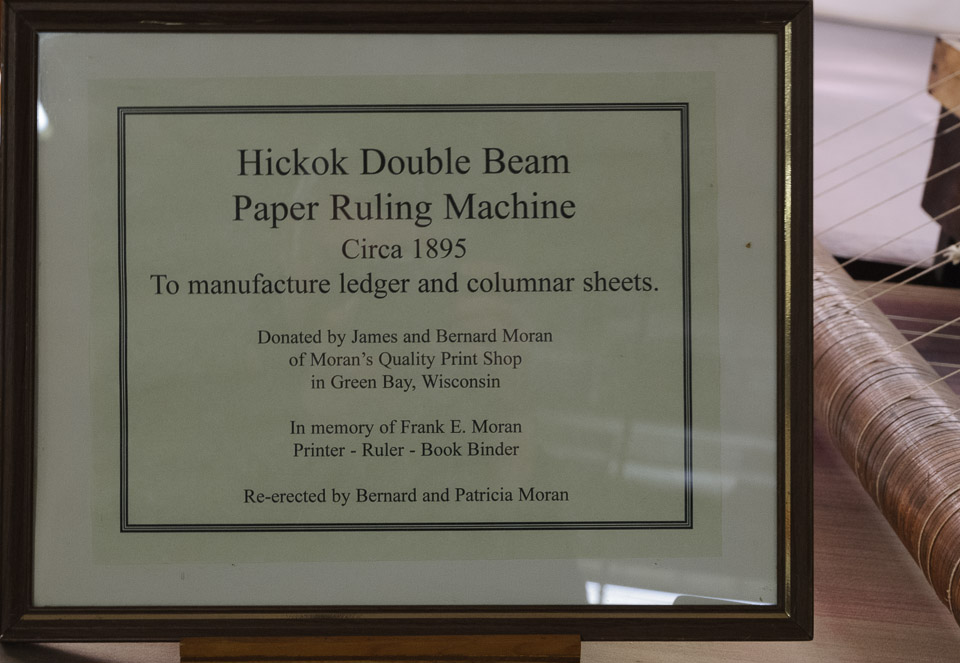 Hickok Double Beam
Paper Ruling Machine
Circa 1895
To manufacture ledger and columnar sheets.
Donated by James and Bernard Moran
of Moran's Quality Print Shop
in Green Bay, Wisconsin
In memory of Frank E. Moran
Printer - Ruler - Book Binder
Re-erected by Bernard and Patricia Moran